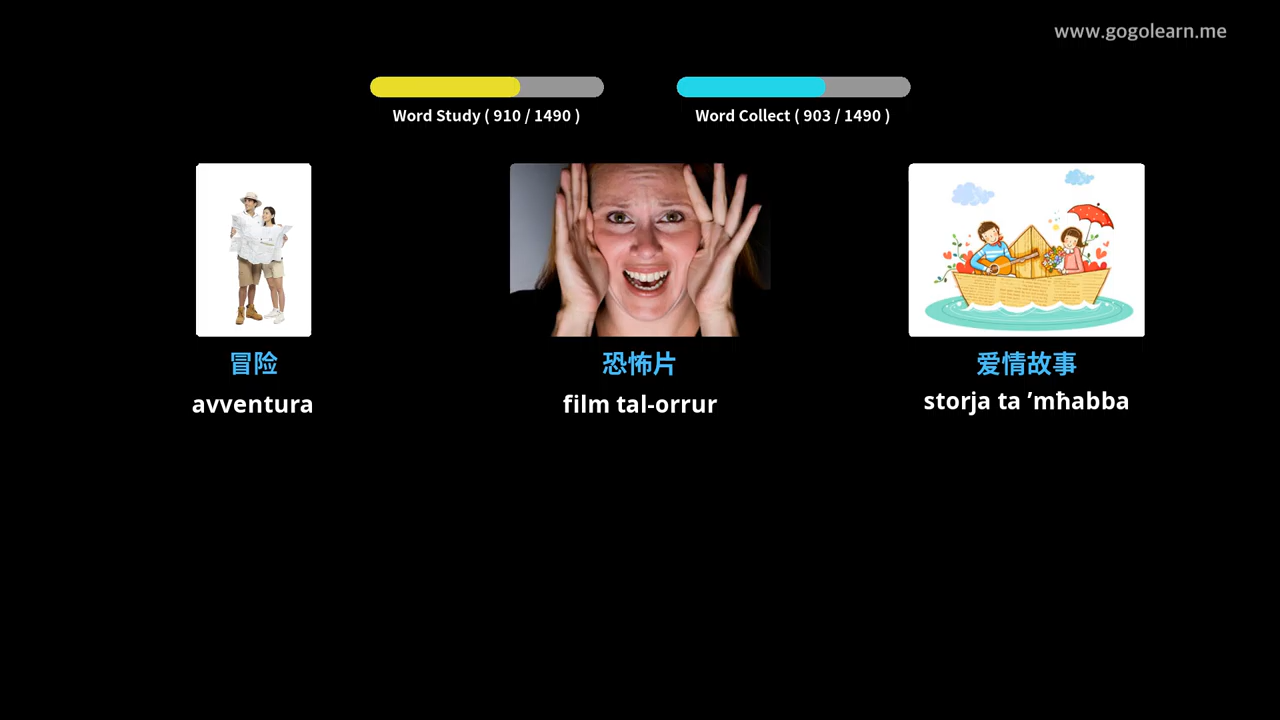 www.gogolearn.me
Word Study ( 910 / 1490 )
Word Collect ( 903 / 1490 )
冒险
恐怖片
爱情故事
avventura
film tal-orrur
storja ta ’mħabba